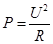 P = U² / R